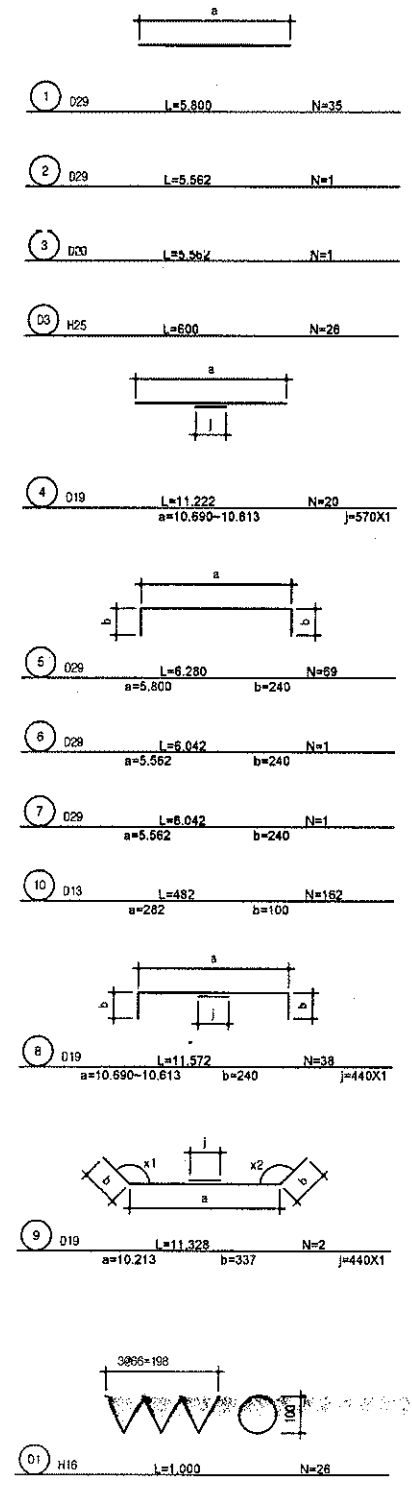 a
1 D29 L=5.800 N=35
2 D29 L=5.562 N=1
3 L=5.562 N=1
D3 H25 L=600 N=26
a
j
4 D19 L=11.222 N=20
a=10.690~10.613 j=570X1
a
b b
5 D29 L=6.280 N=69
a=5.800 b=240
6 D29 L=6.042 N=1
a=5.562 b=240
7 D29 L=6.042 N=1
a=5.562 b=240
10 D13 L=482 N=162
a=282 b=100
a
b b
j
8 D19 L=11.572 N=38
a=10.690~10.613 b=240 j=440X1
j
b x1 x2 b
a
9 D19 L=11.328 N=2
a=10.213 b=337 j=440X1
3@66=198
100
D1 H16 L=1.000 N=26